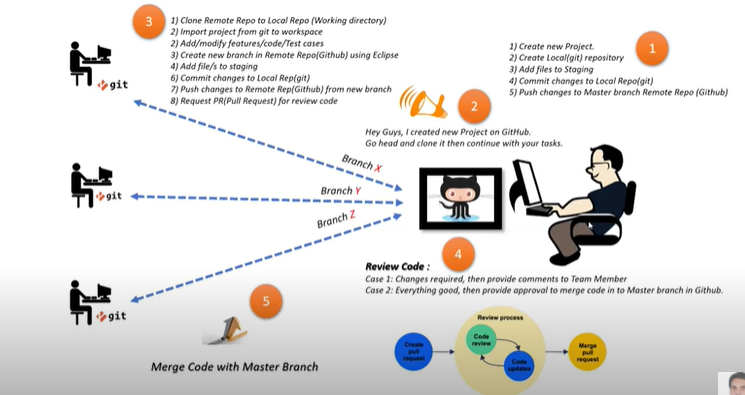 3
1) Clone Remote Repo to Local Repo (Working directory)
2) Import project from git to workspace
2) Add/modify features/code/Test cases
3) Create new branch in Remote Repo(Github) using Eclipse
4) Add file/s to staging
6) Commit changes to Local Rep(git)
7) Push changes to Remote Rep(Github) from new branch
8) Request PR(Pull Request) for review code
1
1) Create new Project.
2) Create Local(git) repository
3) Add files to Staging
4) Commit changes to Local Repo(git)
5) Push changes to Master branch Remote Repo (Github)
git
2
Hey Guys, I created new Project on GitHub.
Go head and clone it then continue with your tasks.
Branch X
git
Branch Y
Branch Z
4
Review Code :
Case 1: Changes required, then provide comments to Team Member
Case 2: Everything good, then provide approval to merge code in to Master branch in Github.
git
5
Merge Code with Master Branch
Review process
Create
pull
request
Code
review
Code
updates
Merge
pull
request